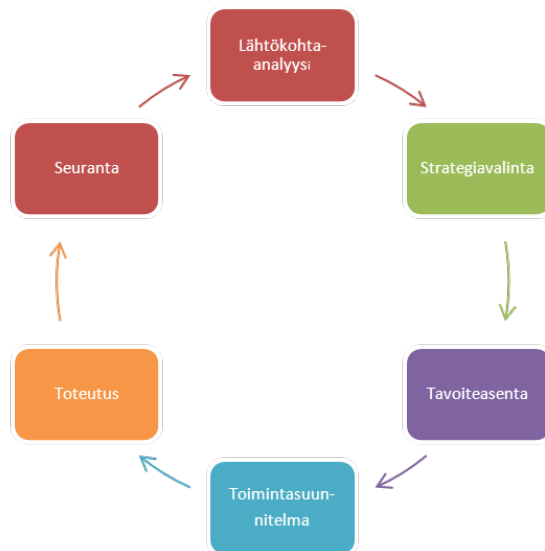 Lähtökohta-
analyysi
Strategiavalinta
Tavoiteasenta
Toimintasuun-
nitelma
Toteutus
Seuranta